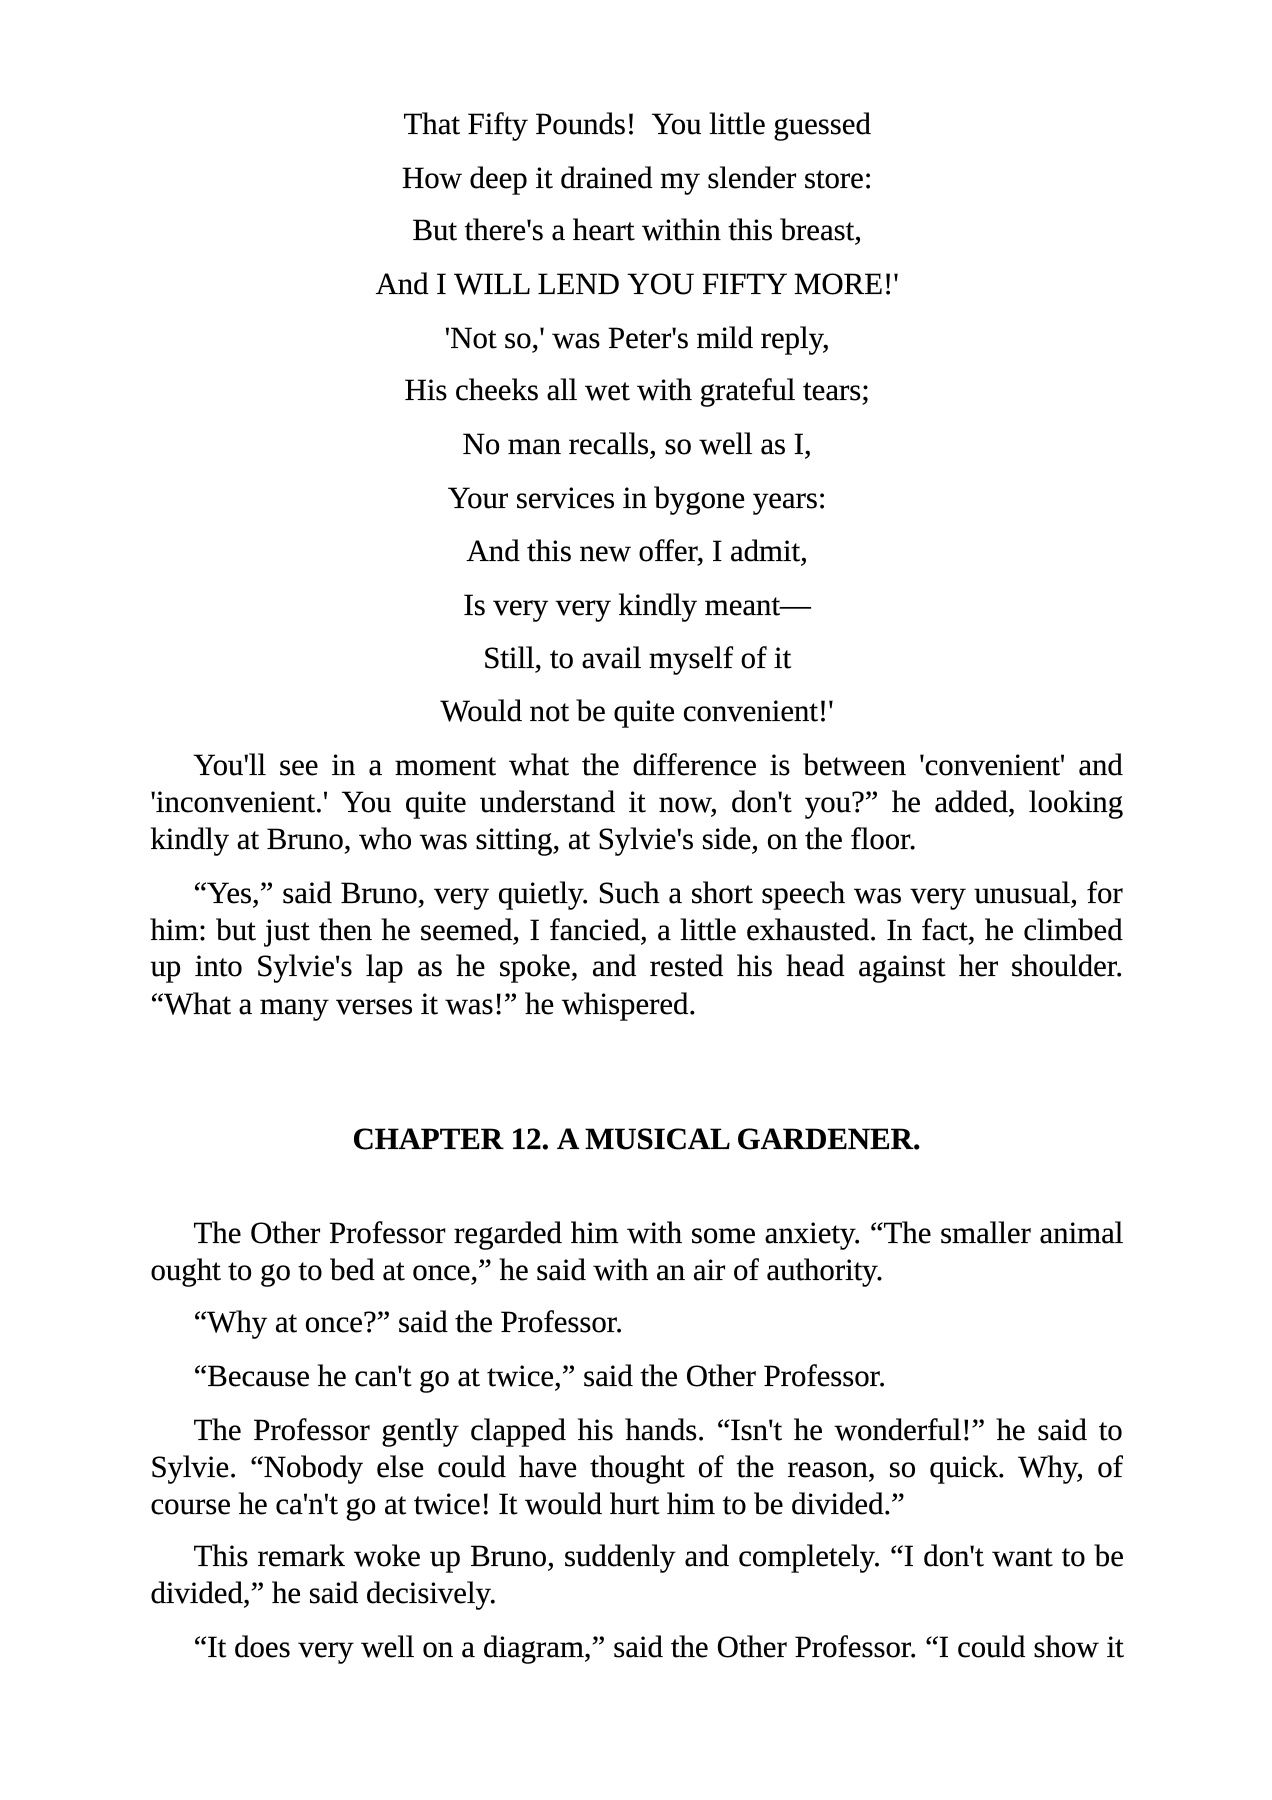 That Fifty Pounds!  You little guessed
How deep it drained my slender store:
But there's a heart within this breast,
And I WILL LEND YOU FIFTY MORE!'
'Not so,' was Peter's mild reply,
His cheeks all wet with grateful tears;
No man recalls, so well as I,
Your services in bygone years:
And this new offer, I admit,
Is very very kindly meant—
Still, to avail myself of it
Would not be quite convenient!'
You'll see in a moment what the difference is between 'convenient' and
'inconvenient.' You quite understand it now, don't you?” he added, looking
kindly at Bruno, who was sitting, at Sylvie's side, on the floor.
“Yes,” said Bruno, very quietly. Such a short speech was very unusual, for
him: but just then he seemed, I fancied, a little exhausted. In fact, he climbed
up into Sylvie's lap as he spoke, and rested his head against her shoulder.
“What a many verses it was!” he whispered.
CHAPTER 12. A MUSICAL GARDENER.
The Other Professor regarded him with some anxiety. “The smaller animal
ought to go to bed at once,” he said with an air of authority.
“Why at once?” said the Professor.
“Because he can't go at twice,” said the Other Professor.
The Professor gently clapped his hands. “Isn't he wonderful!” he said to
Sylvie. “Nobody else could have thought of the reason, so quick. Why, of
course he ca'n't go at twice! It would hurt him to be divided.”
This remark woke up Bruno, suddenly and completely. “I don't want to be
divided,” he said decisively.
“It does very well on a diagram,” said the Other Professor. “I could show it